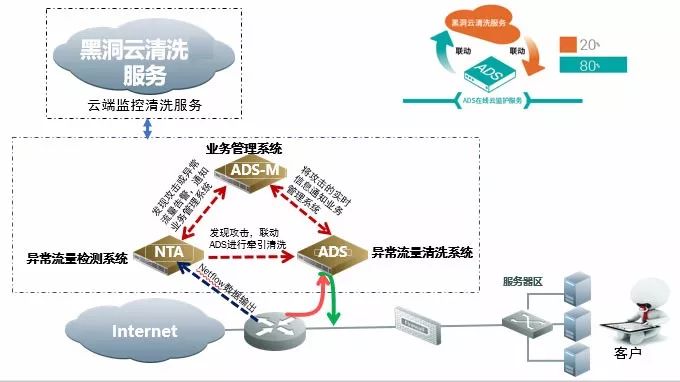 黑洞云清洗
服务
云端监控清洗服务
黑洞云清洗服务
联动
联动
ADS
20%
80%
ADS在线云监护服务
业务管理系统
ADS-M
发现攻击或异常
流量告警，通知
业务管理系统
将攻击的实时
信息通知业务
管理系统
发现攻击，联动
ADS进行牵引清洗
NTA
ADS
异常流量检测系统
异常流量清洗系统
Netflow数据输出
Internet
服务器区
客户